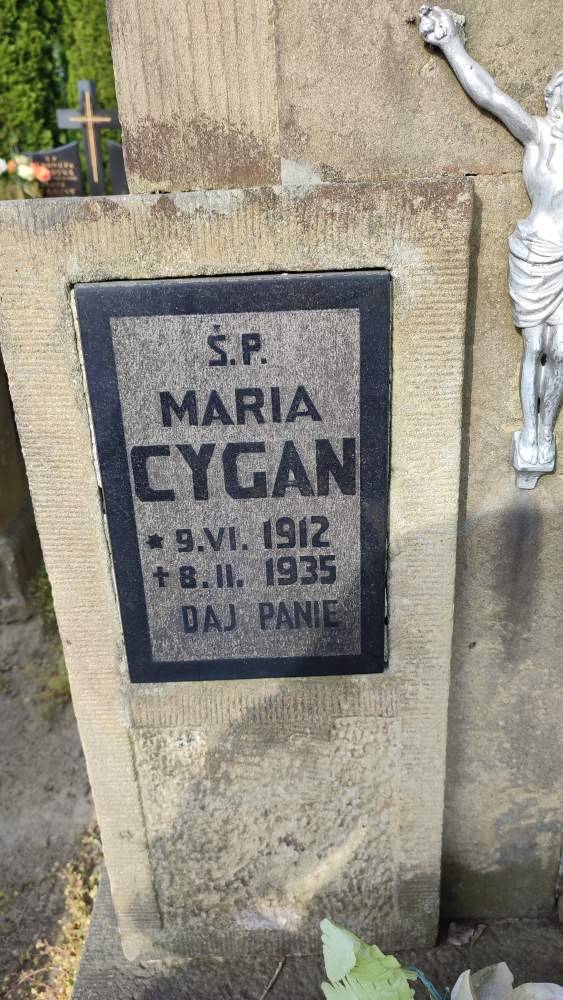 Ś.P.
MARIA
CYGAN
* 9.VI. 1912
+ 8.II. 1935
DAJ PANIE